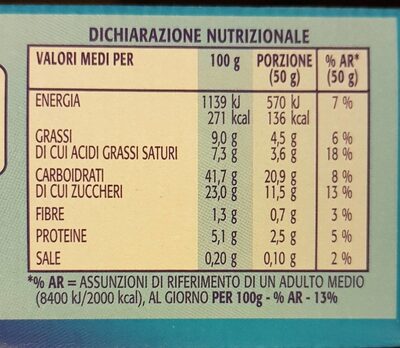 DICHIARAZIONE NUTRIZIONALE
VALORI MEDI PER 100 g PORZIONE (50 g) % AR* (50 g)
ENERGIA 1139 kJ 570 kJ 7 %
271 kcal 136 kcal
GRASSI 9,0 g 4,5 g 6 %
DI CUI ACIDI GRASSI SATURI 7,3 g 3,6 g 18 %
CARBOIDRATI 41,7 g 20,9 g 8 %
DI CUI ZUCCHERI 23,0 g 11,5 g 13 %
FIBRE 1,3 g 0,7 g 3 %
PROTEINE 5,1 g 2,5 g 5 %
SALE 0,20 g 0,10 g 2 %
*% AR = ASSUNZIONI DI RIFERIMENTO DI UN ADULTO MEDIO
(8400 kJ/2000 kcal), AL GIORNO PER 100g - % AR - 13%